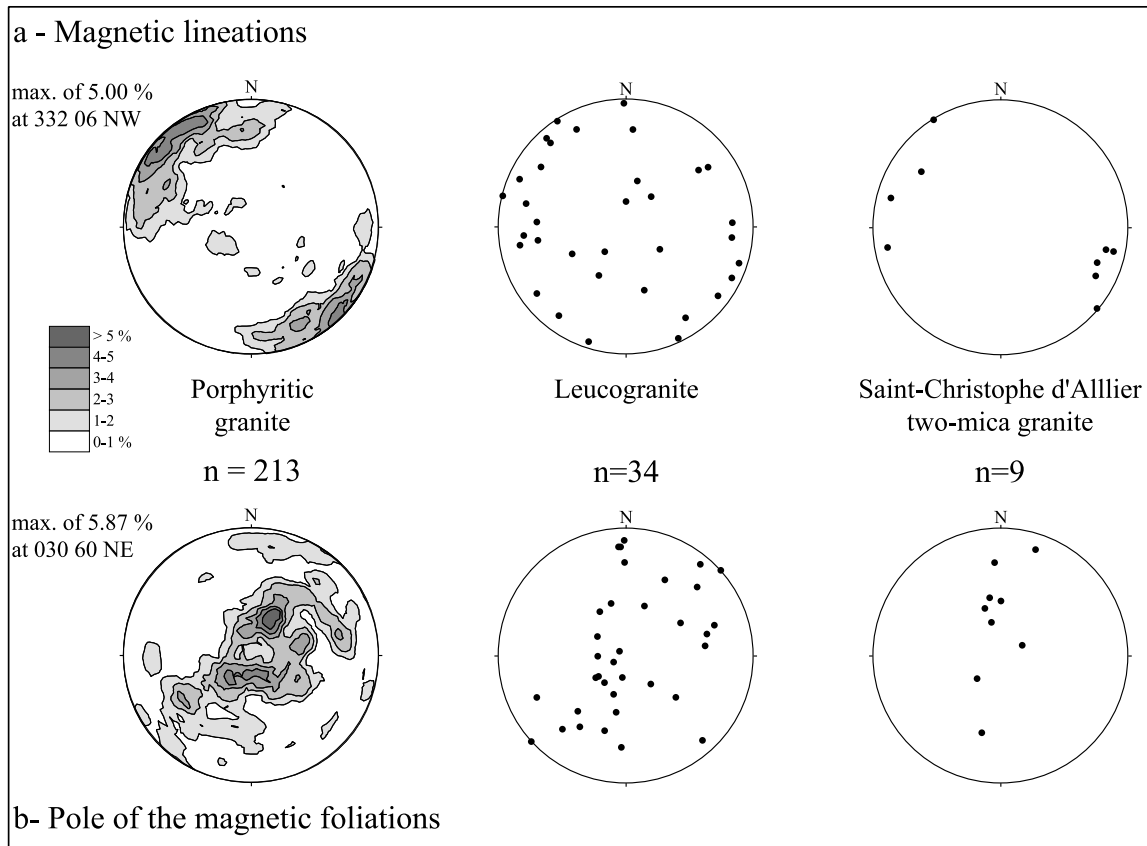 a - Magnetic lineations
max. of 5.00 %
at 332 06 NW
N
N
N
> 5 %
4-5
3-4
2-3
1-2
0-1 %
Porphyritic
granite
Leucogranite
Saint-Christophe d'Alllier
two-mica granite
n = 213
n=34
n=9
max. of 5.87 %
at 030 60 NE
N
N
N
b- Pole of the magnetic foliations